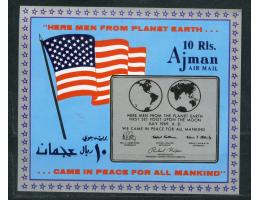 "HERE MEN FROM PLANET EARTH...
10 Rls.
Ajman
AIR MAIL
HERE MEN FROM THE PLANET EARTH
FIRST SET FOOT UPON THE MOON
JULY 1969, A. D.
WE CAME IN PEACE FOR ALL MANKIND
عجمان ١٠ ريال
...CAME IN PEACE FOR ALL MANKIND"